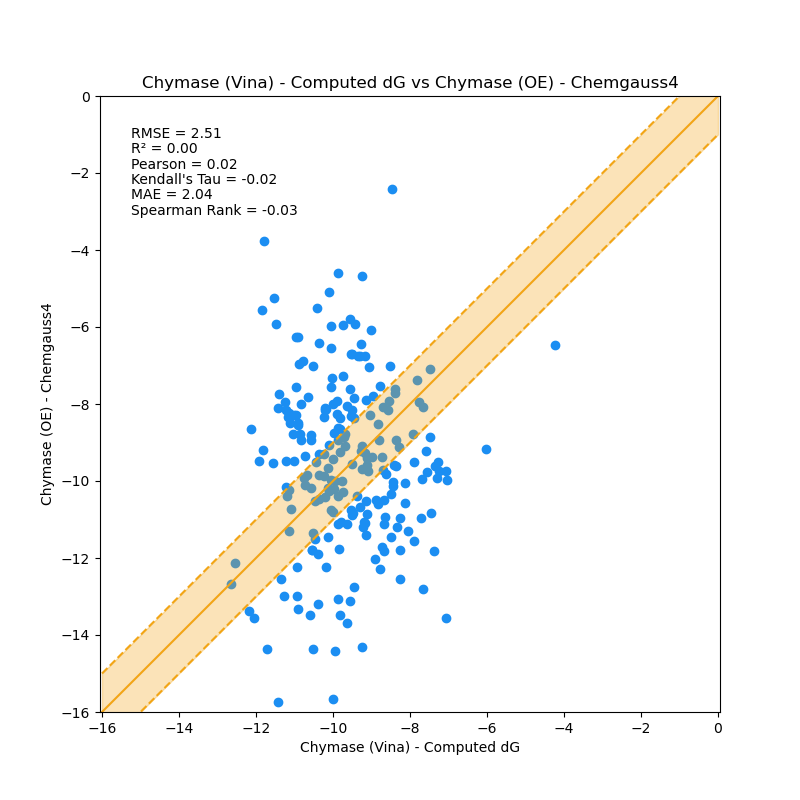 Chymase (Vina) - Computed dG vs Chymase (OE) - Chemgauss4
RMSE = 2.51
R² = 0.00
Pearson = 0.02
Kendall's Tau = -0.02
MAE = 2.04
Spearman Rank = -0.03
Chymase (OE) - Chemgauss4
0
−2
−4
−6
−8
−10
−12
−14
−16
−16
−14
−12
−10
−8
−6
−4
−2
0
Chymase (Vina) - Computed dG